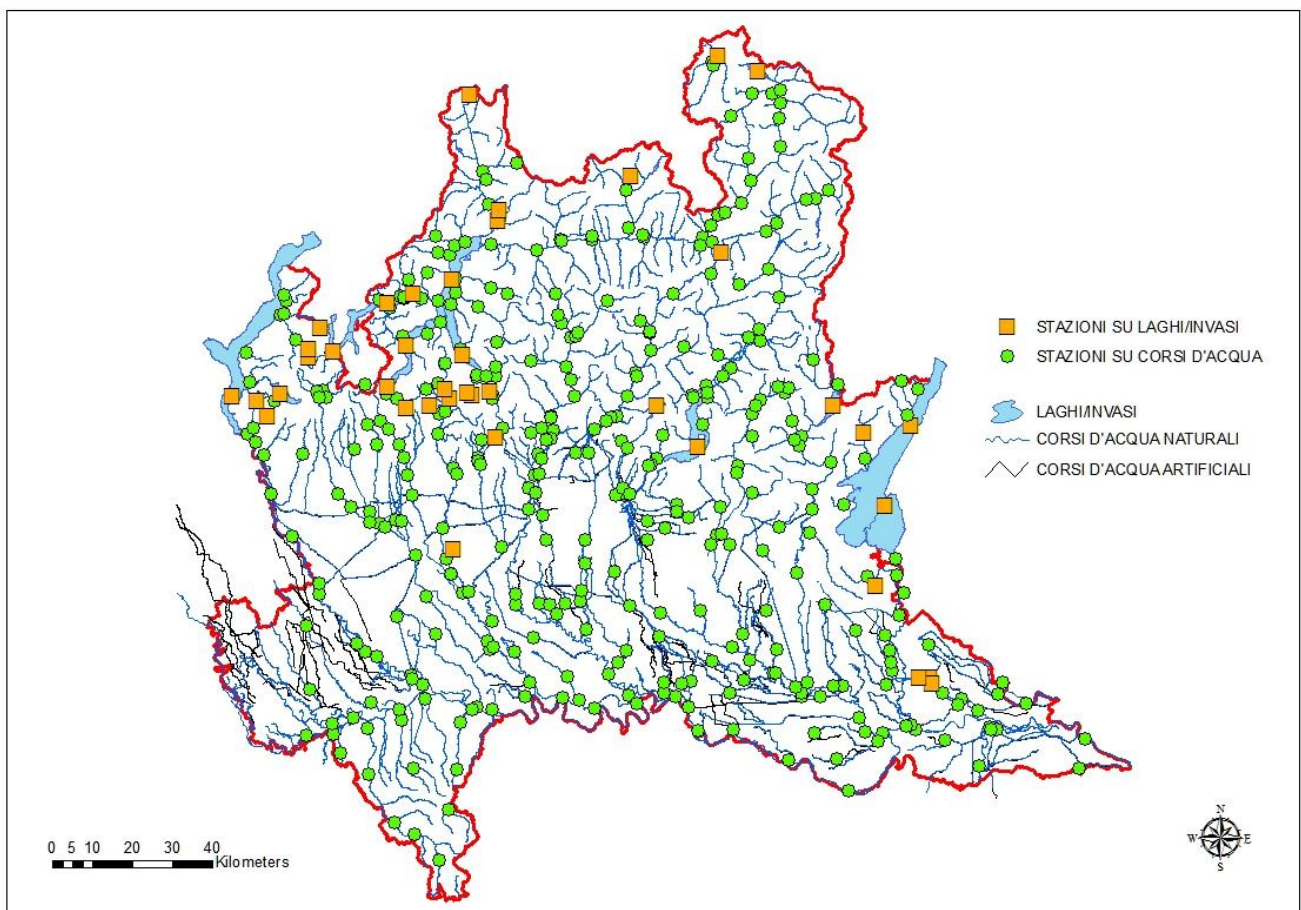 STAZIONI SU LAGHI/INVASI
STAZIONI SU CORSI D'ACQUA
LAGHI/INVASI
CORSI D'ACQUA NATURALI
CORSI D'ACQUA ARTIFICIALI
0 5 10 20 30 40
Kilometers
N
W E
S